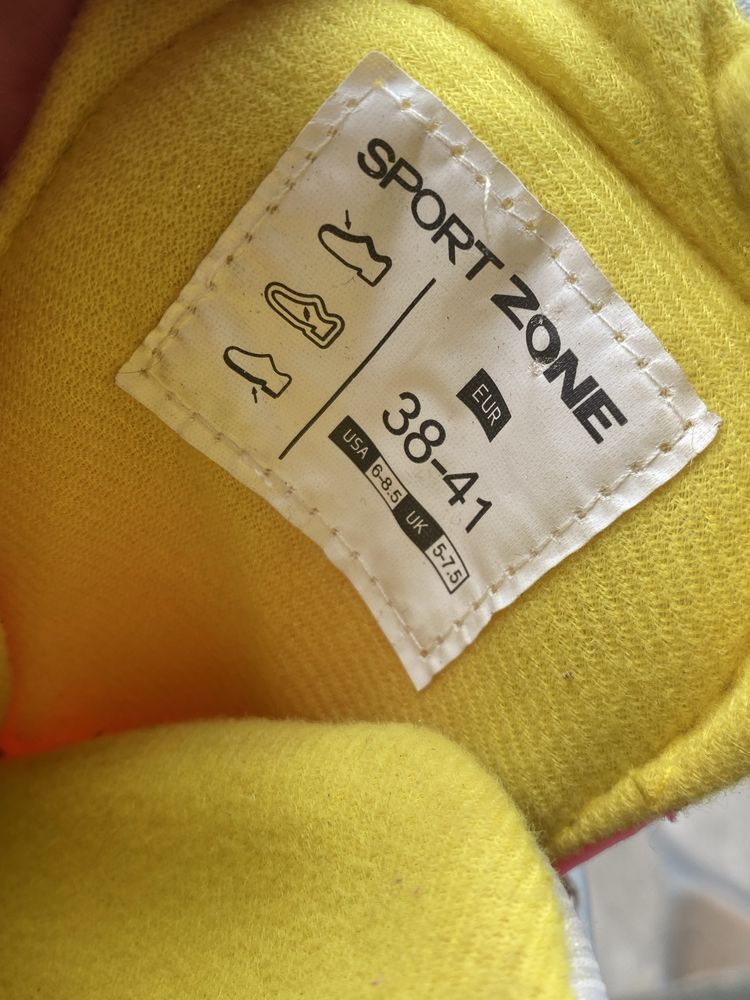 SPORT ZONE
EUR
38-41
USA 6-8.5 UK 5-7.5